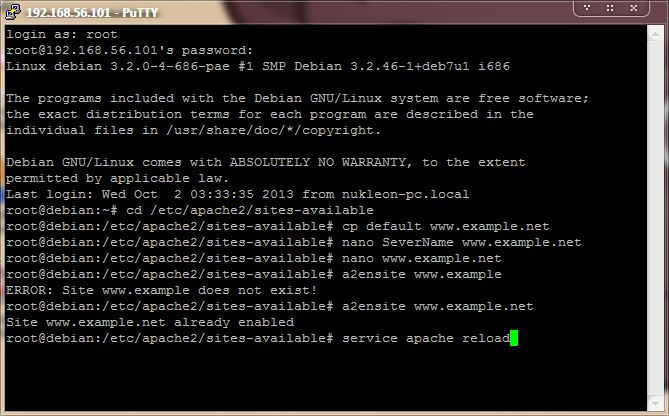 192.168.56.101 - PuTTY
login as: root
root@192.168.56.101's password:
Linux debian 3.2.0-4-686-pae #1 SMP Debian 3.2.46-1+deb7u1 i686
The programs included with the Debian GNU/Linux system are free software;
the exact distribution terms for each program are described in the
individual files in /usr/share/doc/*/copyright.
Debian GNU/Linux comes with ABSOLUTELY NO WARRANTY, to the extent
permitted by applicable law.
Last login: Wed Oct  2 03:33:35 2013 from nukleon-pc.local
root@debian:~# cd /etc/apache2/sites-available
root@debian:/etc/apache2/sites-available# cp default www.example.net
root@debian:/etc/apache2/sites-available# nano SeverName www.example.net
root@debian:/etc/apache2/sites-available# nano www.example.net
root@debian:/etc/apache2/sites-available# a2ensite www.example
ERROR: Site www.example does not exist!
root@debian:/etc/apache2/sites-available# a2ensite www.example.net
Site www.example.net already enabled
root@debian:/etc/apache2/sites-available# service apache reload